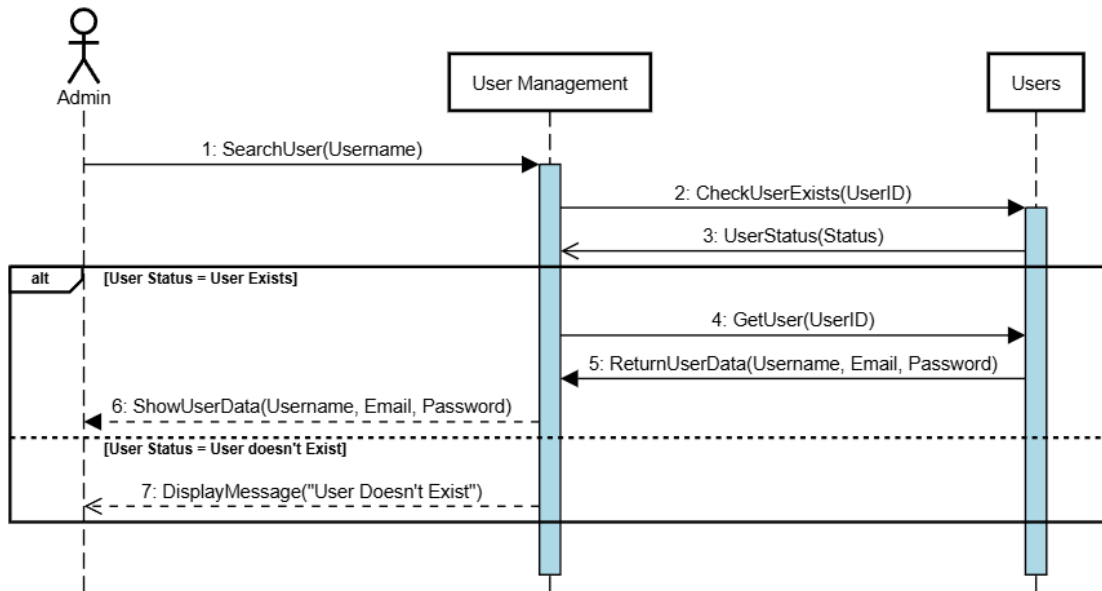 Admin
User Management
Users
1: SearchUser(Username)
2: CheckUserExists(UserID)
3: UserStatus(Status)
alt
[User Status = User Exists]
4: GetUser(UserID)
5: ReturnUserData(Username, Email, Password)
6: ShowUserData(Username, Email, Password)
[User Status = User doesn't Exist]
7: DisplayMessage("User Doesn't Exist")